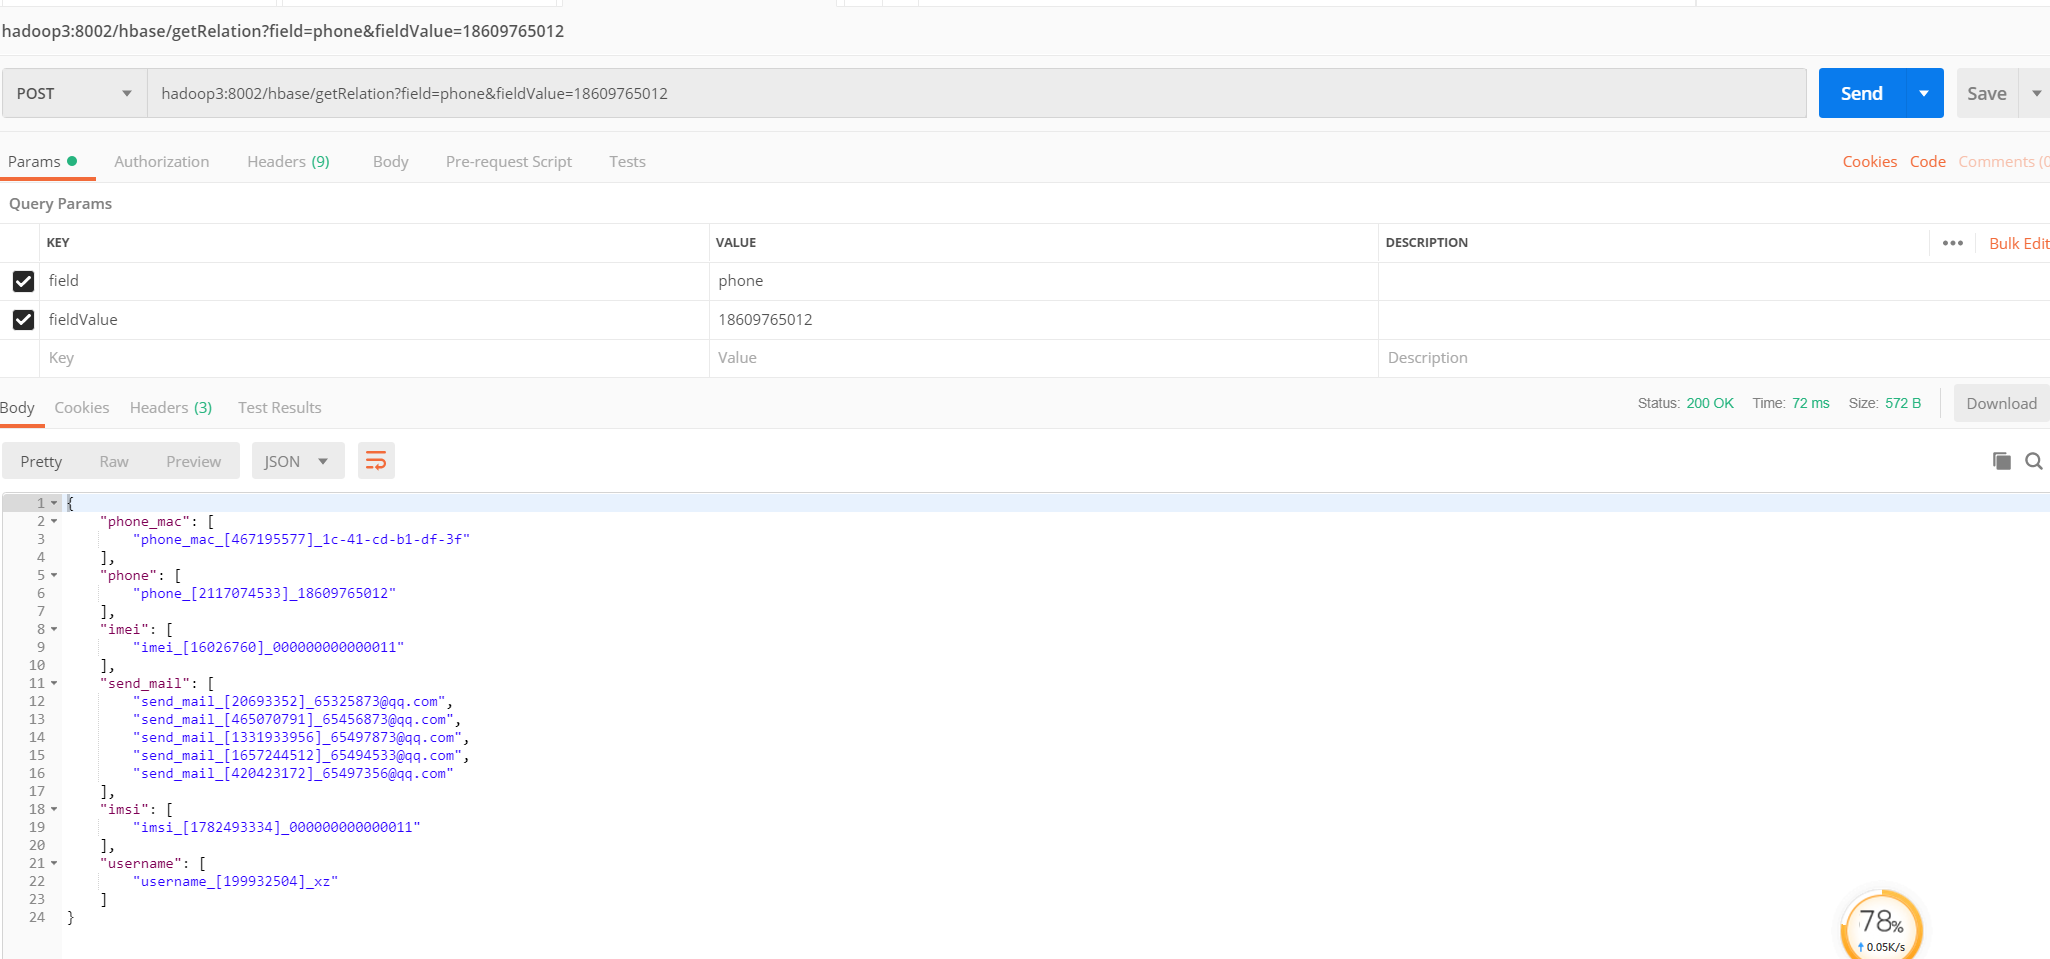 hadoop3:8002/hbase/getRelation?field=phone&fieldValue=18609765012
POST hadoop3:8002/hbase/getRelation?field=phone&fieldValue=18609765012 Send Save
Params Authorization Headers (9) Body Pre-request Script Tests Cookies Code Comments (0
Query Params
KEY VALUE DESCRIPTION Bulk Edit
field phone
fieldValue 18609765012
Key Value Description
Body Cookies Headers (3) Test Results Status: 200 OK Time: 72 ms Size: 572 B Download
Pretty Raw Preview JSON
1 {
2 "phone_mac": [
3 "phone_mac_[467195577]_1c-41-cd-b1-df-3f"
4 ],
5 "phone": [
6 "phone_[2117074533]_18609765012"
7 ],
8 "imei": [
9 "imei_[16026760]_000000000000011"
10 ],
11 "send_mail": [
12 "send_mail_[20693352]_65325873@qq.com",
13 "send_mail_[465070791]_65456873@qq.com",
14 "send_mail_[1331933956]_65497873@qq.com",
15 "send_mail_[1657244512]_65494533@qq.com",
16 "send_mail_[420423172]_65497356@qq.com"
17 ],
18 "imsi": [
19 "imsi_[1782493334]_000000000000011"
20 ],
21 "username": [
22 "username_[199932504]_xz"
23 ]
24 }
78%
0.05K/s